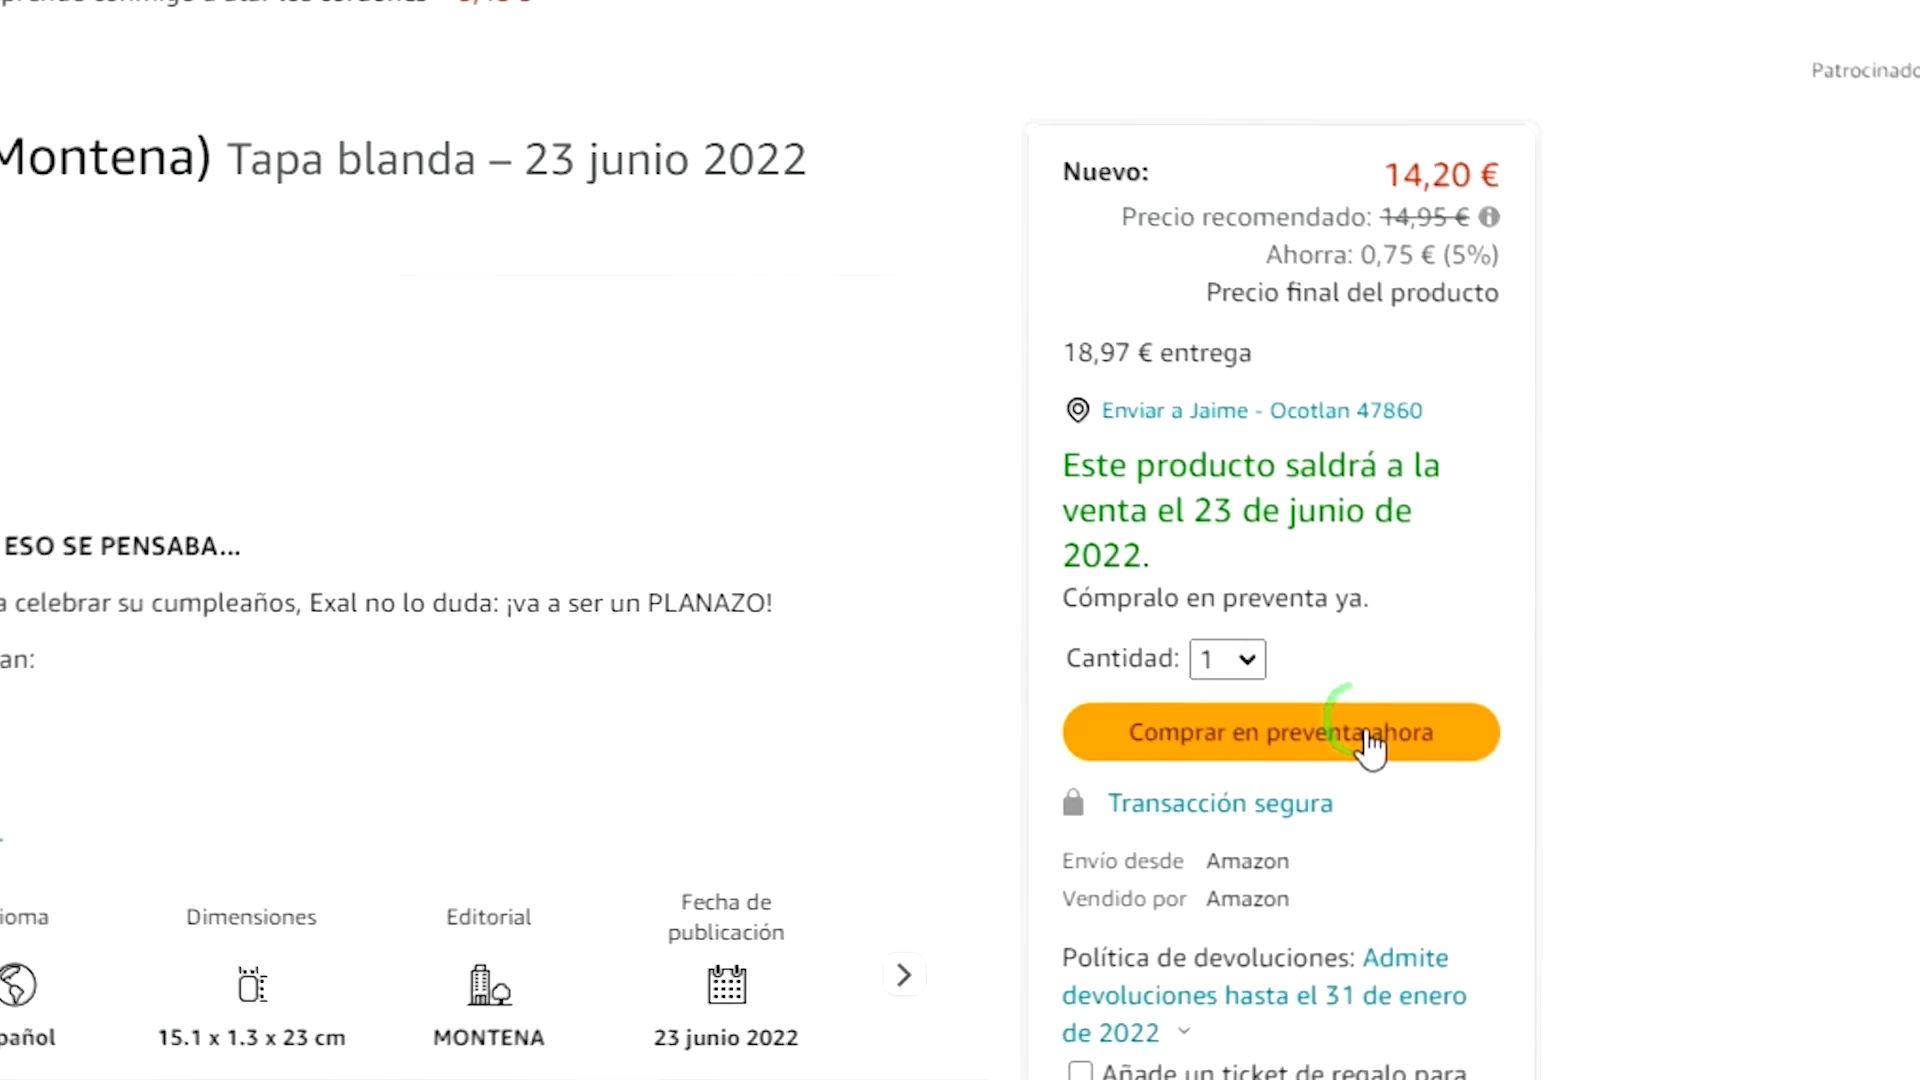 Patrocinado
Montena) Tapa blanda – 23 junio 2022
ESO SE PENSABA...
a celebrar su cumpleaños, Exal no lo duda: ¡va a ser un PLANAZO!
an:
ioma
pañol
Dimensiones
15.1 x 1.3 x 23 cm
Editorial
MONTENA
Fecha de
publicación
23 junio 2022
Nuevo: 14,20 €
Precio recomendado: 14,95 €
Ahorra: 0,75 € (5%)
Precio final del producto
18,97 € entrega
Enviar a Jaime - Ocotlan 47860
Este producto saldrá a la
venta el 23 de junio de
2022.
Cómpralo en preventa ya.
Cantidad: 1
Comprar en preventa ahora
Transacción segura
Envío desde Amazon
Vendido por Amazon
Política de devoluciones: Admite
devoluciones hasta el 31 de enero
de 2022
Añade un ticket de regalo para